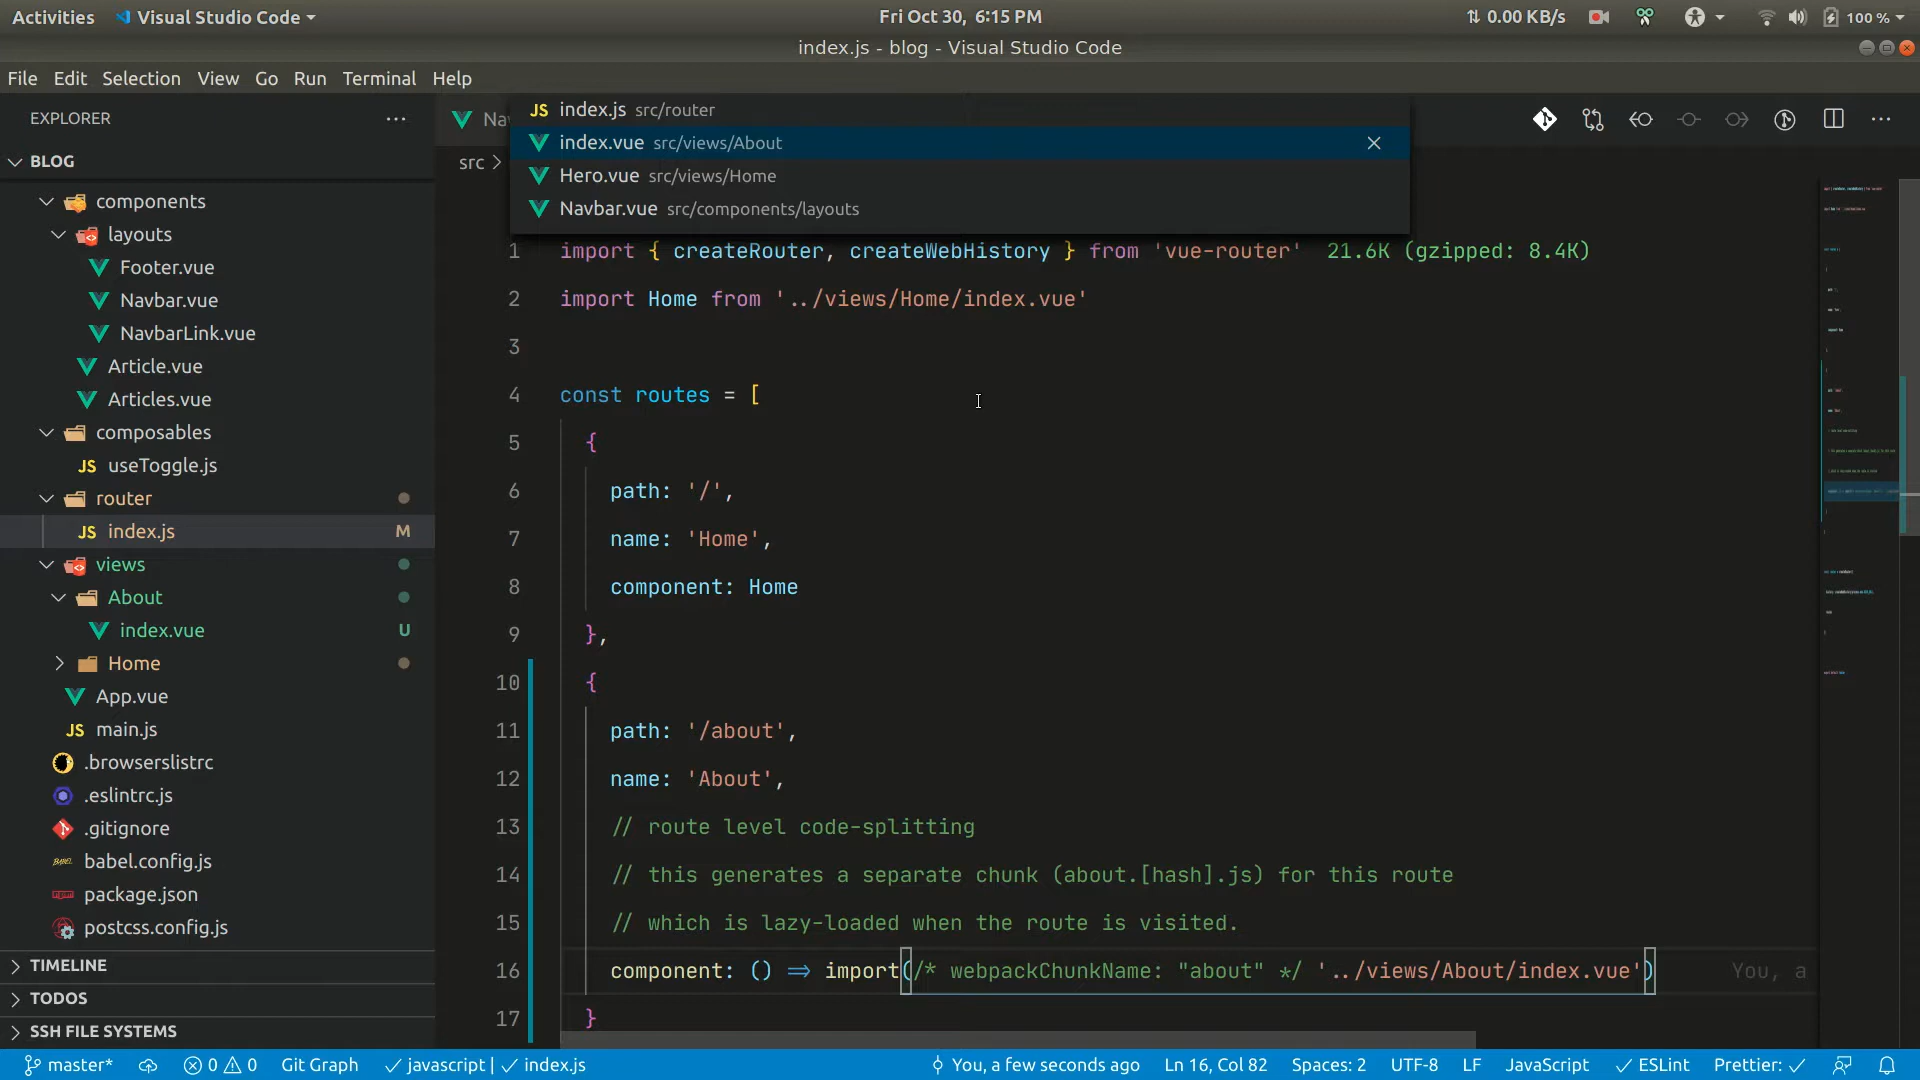 Activities Visual Studio Code Fri Oct 30, 6:15 PM 0.00 KB/s 100 %
index.js - blog - Visual Studio Code
File Edit Selection View Go Run Terminal Help
EXPLORER
BLOG
components
layouts
Footer.vue
Navbar.vue
NavbarLink.vue
Article.vue
Articles.vue
composables
JS useToggle.js
router
JS index.js M
views
About
index.vue U
Home
App.vue
JS main.js
.browserslistrc
.eslintrc.js
.gitignore
BABEL babel.config.js
package.json
postcss.config.js
TIMELINE
TODOS
SSH FILE SYSTEMS
src >
JS index.js src/router
index.vue src/views/About
Hero.vue src/views/Home
Navbar.vue src/components/layouts
1 import { createRouter, createWebHistory } from 'vue-router' 21.6K (gzipped: 8.4K)
2 import Home from '../views/Home/index.vue'
3
4 const routes = [
5 {
6 path: '/',
7 name: 'Home',
8 component: Home
9 },
10 {
11 path: '/about',
12 name: 'About',
13 // route level code-splitting
14 // this generates a separate chunk (about.[hash].js) for this route
15 // which is lazy-loaded when the route is visited.
16 component: () => import(/* webpackChunkName: "about" */ '../views/About/index.vue') You, a
17 }
master* 0 0 Git Graph javascript | index.js You, a few seconds ago Ln 16, Col 82 Spaces: 2 UTF-8 LF JavaScript ESLint Prettier: